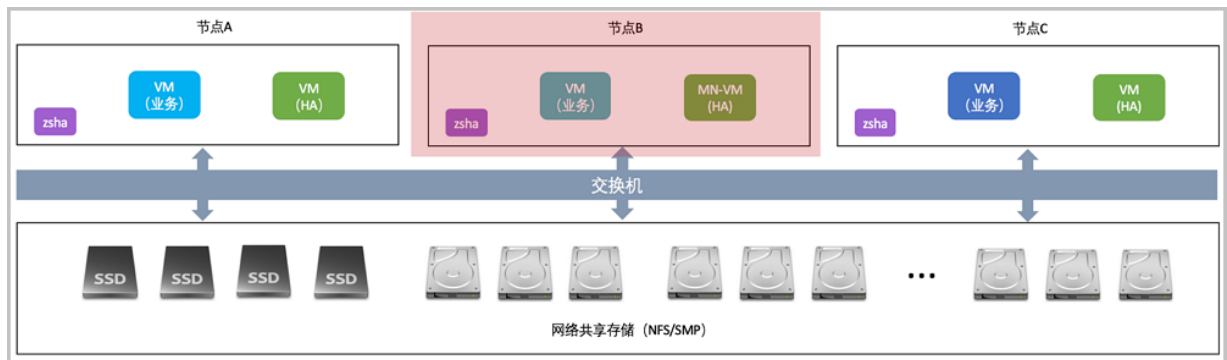 节点A
节点B
节点C
VM
(业务)
VM
(HA)
zsha
VM
(业务)
MN-VM
(HA)
zsha
VM
(业务)
VM
(HA)
zsha
交换机
SSD
SSD
SSD
SSD
...
网络共享存储（NFS/SMP）